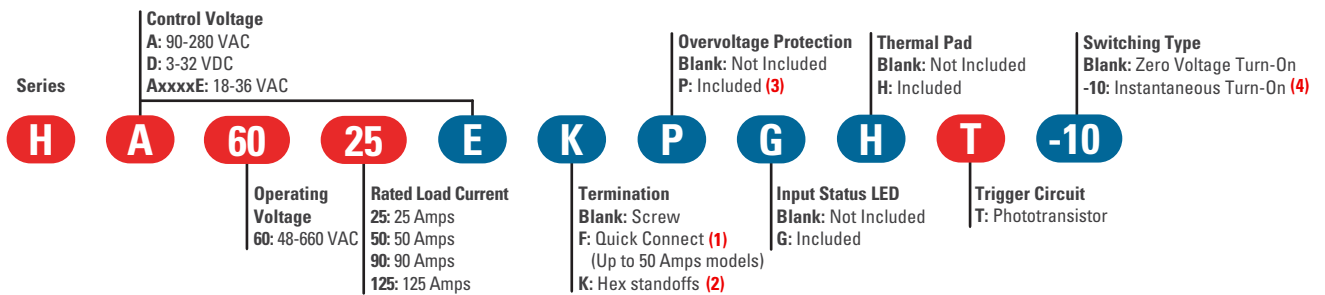 Control Voltage
A: 90-280 VAC
D: 3-32 VDC
AxxxxE: 18-36 VAC
Overvoltage Protection
Blank: Not Included
P: Included (3)
Thermal Pad
Blank: Not Included
H: Included
Switching Type
Blank: Zero Voltage Turn-On
-10: Instantaneous Turn-On (4)
Series
H A 60 25 E K P G H T -10
Operating
Voltage
60: 48-660 VAC
Rated Load Current
25: 25 Amps
50: 50 Amps
90: 90 Amps
125: 125 Amps
Termination
Blank: Screw
F: Quick Connect (1)
(Up to 50 Amps models)
K: Hex standoffs (2)
Input Status LED
Blank: Not Included
G: Included
Trigger Circuit
T: Phototransistor